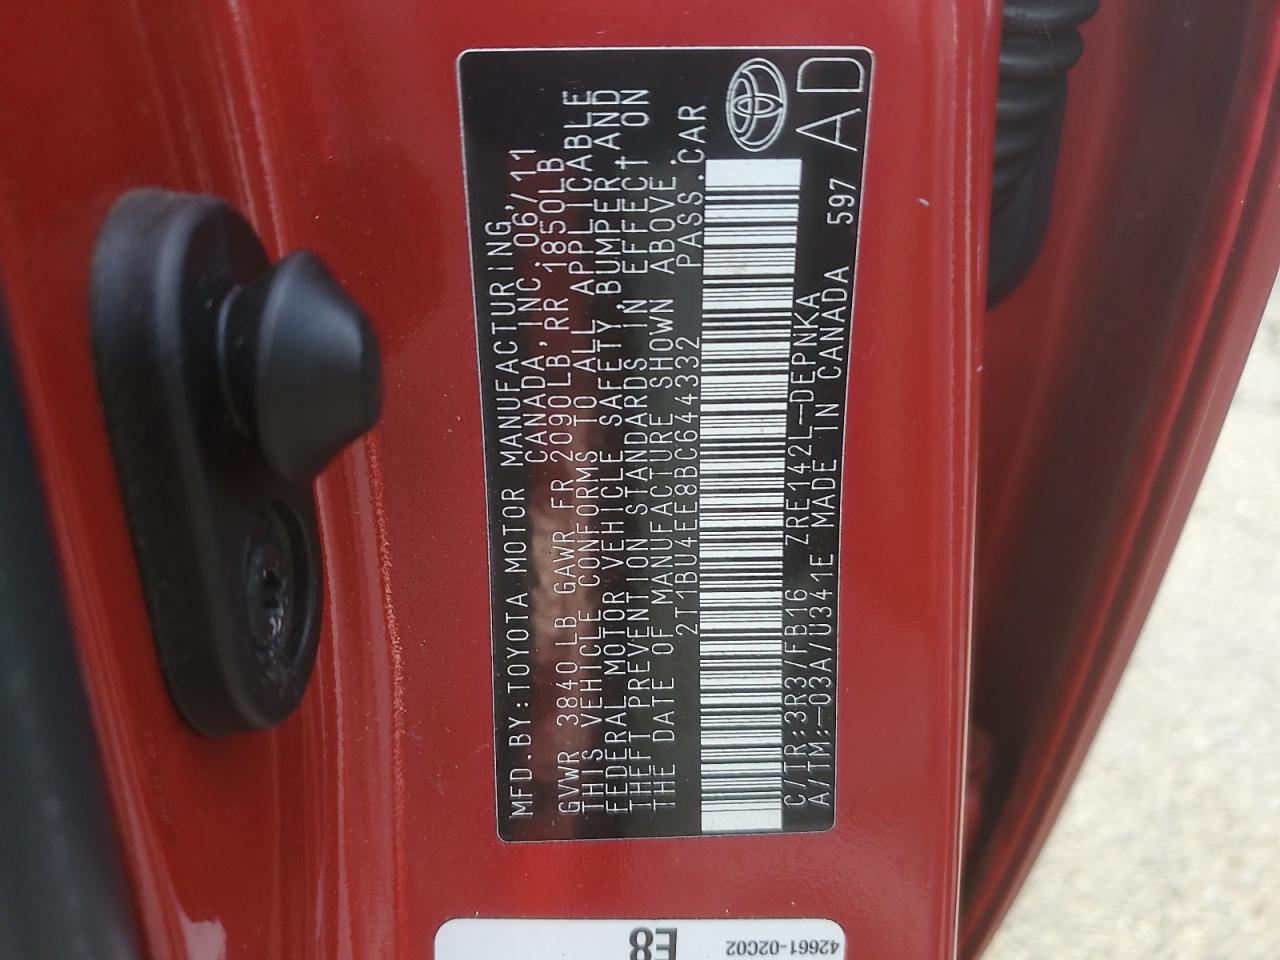 MFD.BY:TOYOTA MOTOR MANUFACTURING,
CANADA,INC. 06/11
GVWR 3840LB GAWR FR 2090LB,RR 1850LB
THIS VEHICLE CONFORMS TO ALL APPLICABLE
FEDERAL MOTOR VEHICLE SAFETY,BUMPER,AND
THEFT PREVENTION STANDARDS IN EFFECT ON
THE DATE OF MANUFACTURE SHOWN ABOVE.
2T1BU4EE8BC644332 PASS.CAR
C/TR:3R3/FB16 ZRE142L-DEPNKA
A/TM:-03A/U341E MADE IN CANADA 597
AD
42661-02C02
E8